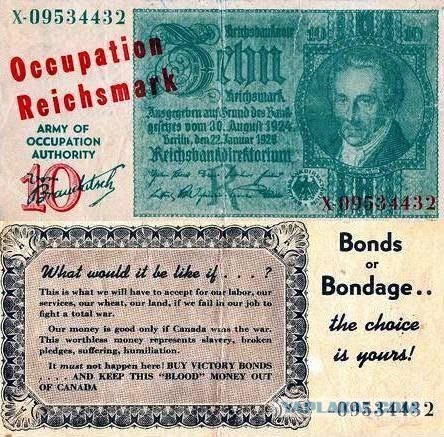 X-09534432
Occupation
Reichsmark
ARMY OF
OCCUPATION
AUTHORITY
10
Reichsbanknote
10 10
Zehn
Reichsmark
Ausgegeben auf Grund des Bank-
gesetzes vom 30. August 1924
Berlin, den 22. Januar 1929
Reichsbankdirektorium
X-09534432
What would it be like if . . . ?
This is what we will have to accept for our labor, our
services, our wheat, our land, if we fail in our job to
fight a total war.
Our money is good only if Canada wins the war.
This worthless money represents slavery, broken
pledges, suffering, humiliation.
It must not happen here! BUY VICTORY BONDS
. . . AND KEEP THIS "BLOOD" MONEY OUT
OF CANADA
Bonds
or
Bondage..
the choice
is yours!
09534432